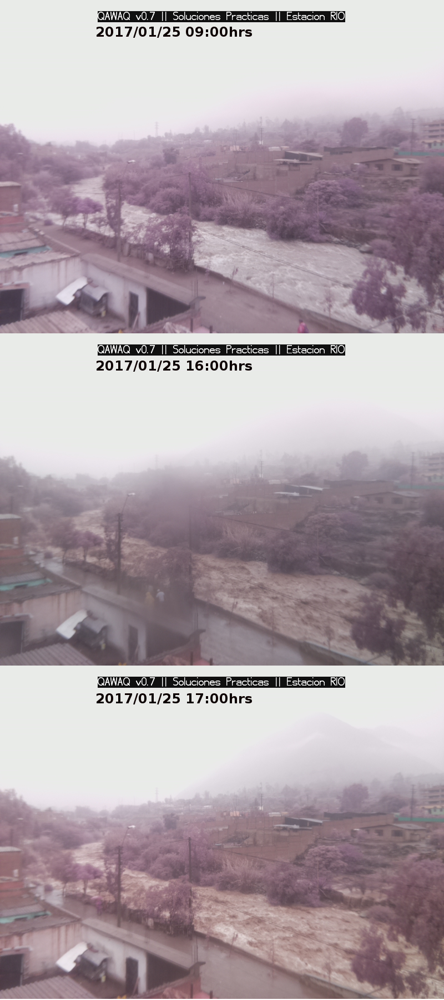 QAWAQ v0.7 || Soluciones Practicas || Estacion RIO
2017/01/25 09:00hrs
QAWAQ v0.7 || Soluciones Practicas || Estacion RIO
2017/01/25 16:00hrs
QAWAQ v0.7 || Soluciones Practicas || Estacion RIO
2017/01/25 17:00hrs